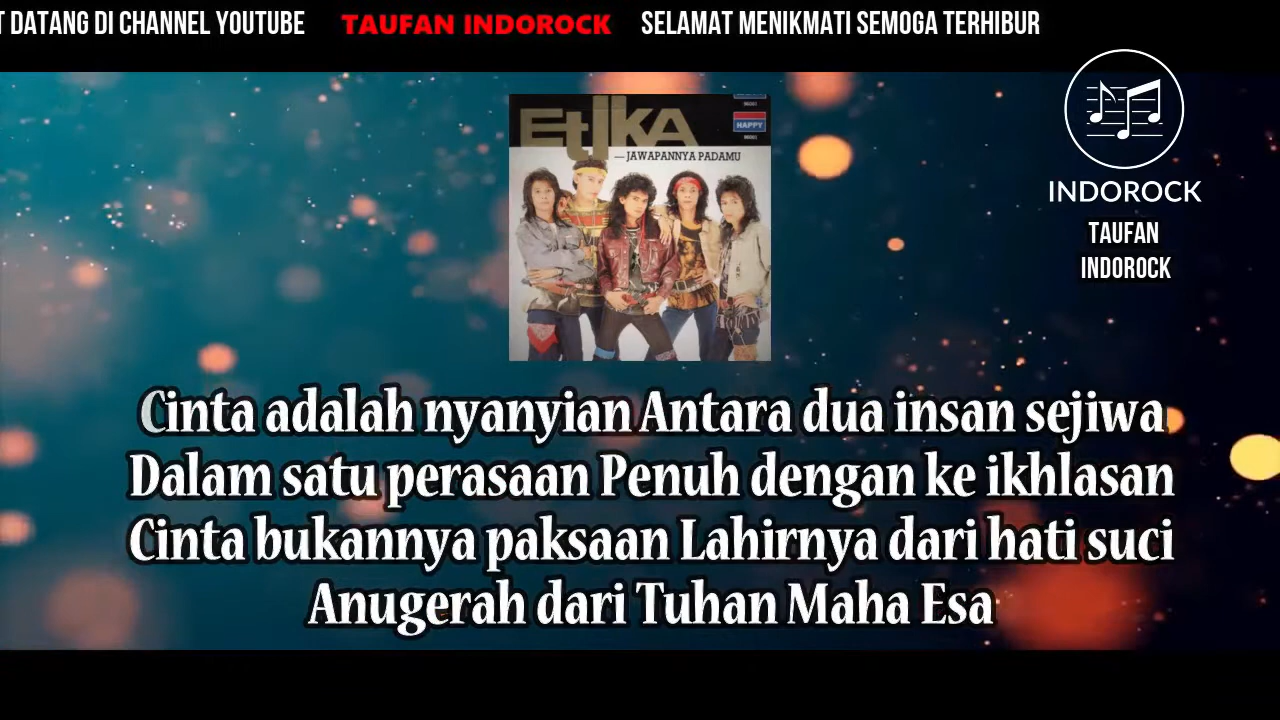 T DATANG DI CHANNEL YOUTUBE TAUFAN INDOROCK SELAMAT MENIKMATI SEMOGA TERHIBUR
EtIKA
HAPPY
— JAWAPANNYA PADAMU
INDOROCK
TAUFAN
INDOROCK
Cinta adalah nyanyian Antara dua insan sejiwa
Dalam satu perasaan Penuh dengan ke ikhlasan
Cinta bukannya paksaan Lahirnya dari hati suci
Anugerah dari Tuhan Maha Esa